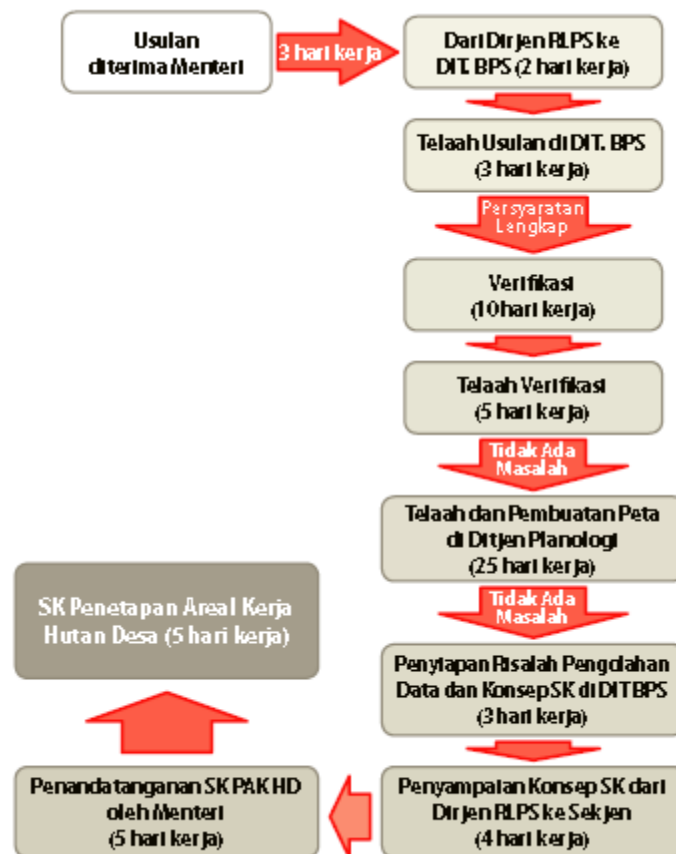 Usulan
diterima Menteri
3 hari kerja
Dari Dirjen RLPS ke
DIT. BPS (2 hari kerja)
Telaah Usulan di DIT. BPS
(3 hari kerja)
Persyaratan
Lengkap
Verifikasi
(10 hari kerja)
Telaah Verifikasi
(5 hari kerja)
Tidak Ada
Masalah
Telaah dan Pembuatan Peta
di Ditjen Planologi
(25 hari kerja)
Tidak Ada
Masalah
Penyiapan Risalah Pengolahan
Data dan Konsep SK di DIT BPS
(3 hari kerja)
Penyampaian Konsep SK dari
Dirjen RLPS ke Sekjen
(4 hari kerja)
Penandatanganan SK PAK HD
oleh Menteri
(5 hari kerja)
SK Penetapan Areal Kerja
Hutan Desa (5 hari kerja)